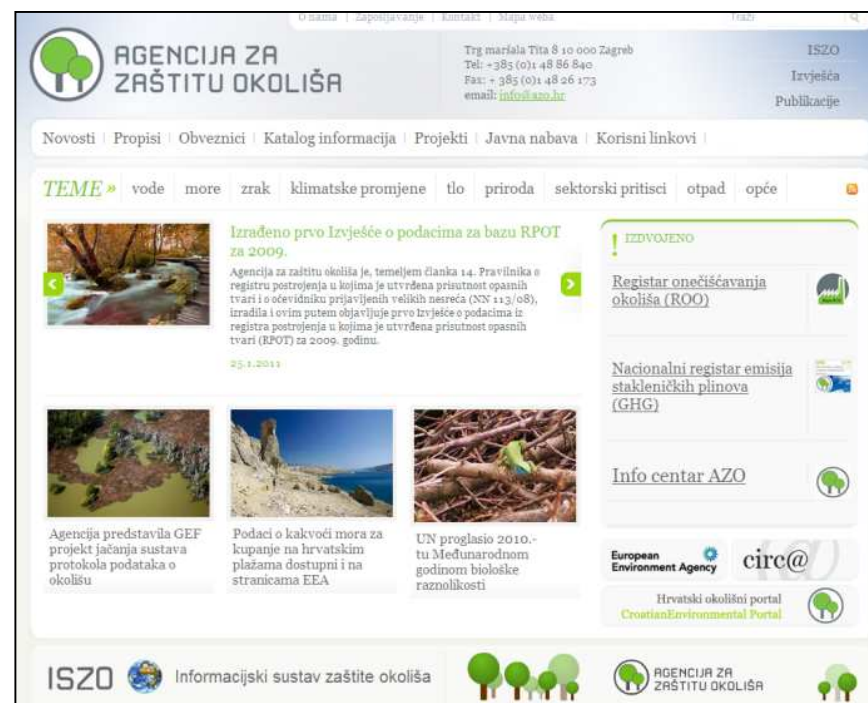 O nama | Zapošljavanje | Kontakt | Mapa weba
Traži
AGENCIJA ZA
ZAŠTITU OKOLIŠA
Trg maršala Tita 8 10 000 Zagreb
Tel: +385 (0)1 48 86 840
Fax: + 385 (0)1 48 26 173
email: info@azo.hr
ISZO
Izvješća
Publikacije
Novosti | Propisi | Obveznici | Katalog informacija | Projekti | Javna nabava | Korisni linkovi |
TEME » vode more zrak klimatske promjene tlo priroda sektorski pritisci otpad opće
Izrađeno prvo Izvješće o podacima za bazu RPOT
za 2009.
Agencija za zaštitu okoliša je, temeljem članka 14. Pravilnika o
registru postrojenja u kojima je utvrđena prisutnost opasnih
tvari i o očevidniku prijavljenih velikih nesreća (NN 113/08),
izradila i ovim putem objavljuje prvo Izvješće o podacima iz
registra postrojenja u kojima je utvrđena prisutnost opasnih
tvari (RPOT) za 2009. godinu.
25.1.2011
! IZDVOJENO
Registar onečišćavanja
okoliša (ROO)
Nacionalni registar emisija
stakleničkih plinova
(GHG)
Info centar AZO
Agencija predstavila GEF
projekt jačanja sustava
protokola podataka o
okolišu
Podaci o kakvoći mora za
kupanje na hrvatskim
plažama dostupni i na
stranicama EEA
UN proglasio 2010.-
tu Međunarodnom
godinom biološke
raznolikosti
European
Environment Agency
circ@
Hrvatski okolišni portal
CroatianEnvironmental Portal
ISZO Informacijski sustav zaštite okoliša
AGENCIJA ZA
ZAŠTITU OKOLIŠA